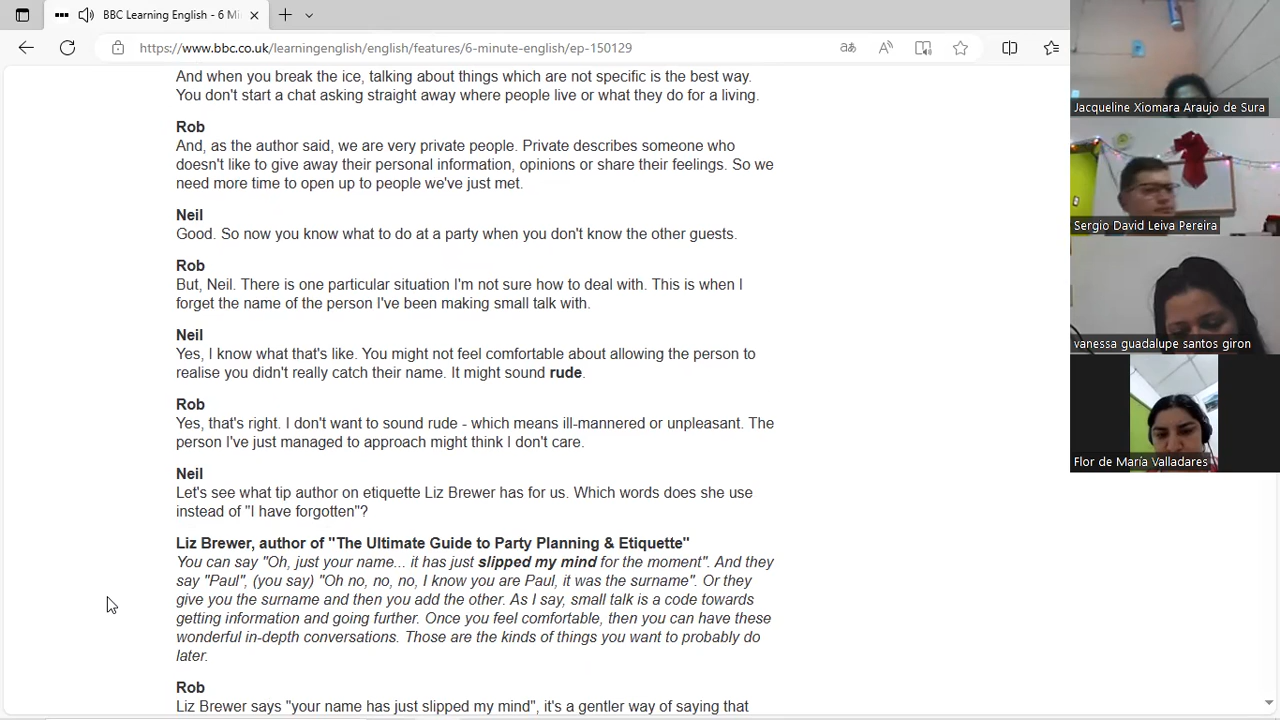 BBC Learning English - 6 Mi
https://www.bbc.co.uk/learningenglish/english/features/6-minute-english/ep-150129
And when you break the ice, talking about things which are not specific is the best way.
You don't start a chat asking straight away where people live or what they do for a living.
Rob
And, as the author said, we are very private people. Private describes someone who
doesn't like to give away their personal information, opinions or share their feelings. So we
need more time to open up to people we've just met.
Neil
Good. So now you know what to do at a party when you don't know the other guests.
Rob
But, Neil. There is one particular situation I'm not sure how to deal with. This is when I
forget the name of the person I've been making small talk with.
Neil
Yes, I know what that's like. You might not feel comfortable about allowing the person to
realise you didn't really catch their name. It might sound rude.
Rob
Yes, that's right. I don't want to sound rude - which means ill-mannered or unpleasant. The
person I've just managed to approach might think I don't care.
Neil
Let's see what tip author on etiquette Liz Brewer has for us. Which words does she use
instead of "I have forgotten"?
Liz Brewer, author of "The Ultimate Guide to Party Planning & Etiquette"
You can say "Oh, just your name... it has just slipped my mind for the moment". And they
say "Paul", (you say) "Oh no, no, no, I know you are Paul, it was the surname". Or they
give you the surname and then you add the other. As I say, small talk is a code towards
getting information and going further. Once you feel comfortable, then you can have these
wonderful in-depth conversations. Those are the kinds of things you want to probably do
later.
Rob
Liz Brewer says "your name has just slipped my mind", it's a gentler way of saying that
Jacqueline Xiomara Araujo de Sura
Sergio David Leiva Pereira
vanessa guadalupe santos giron
Flor de María Valladares